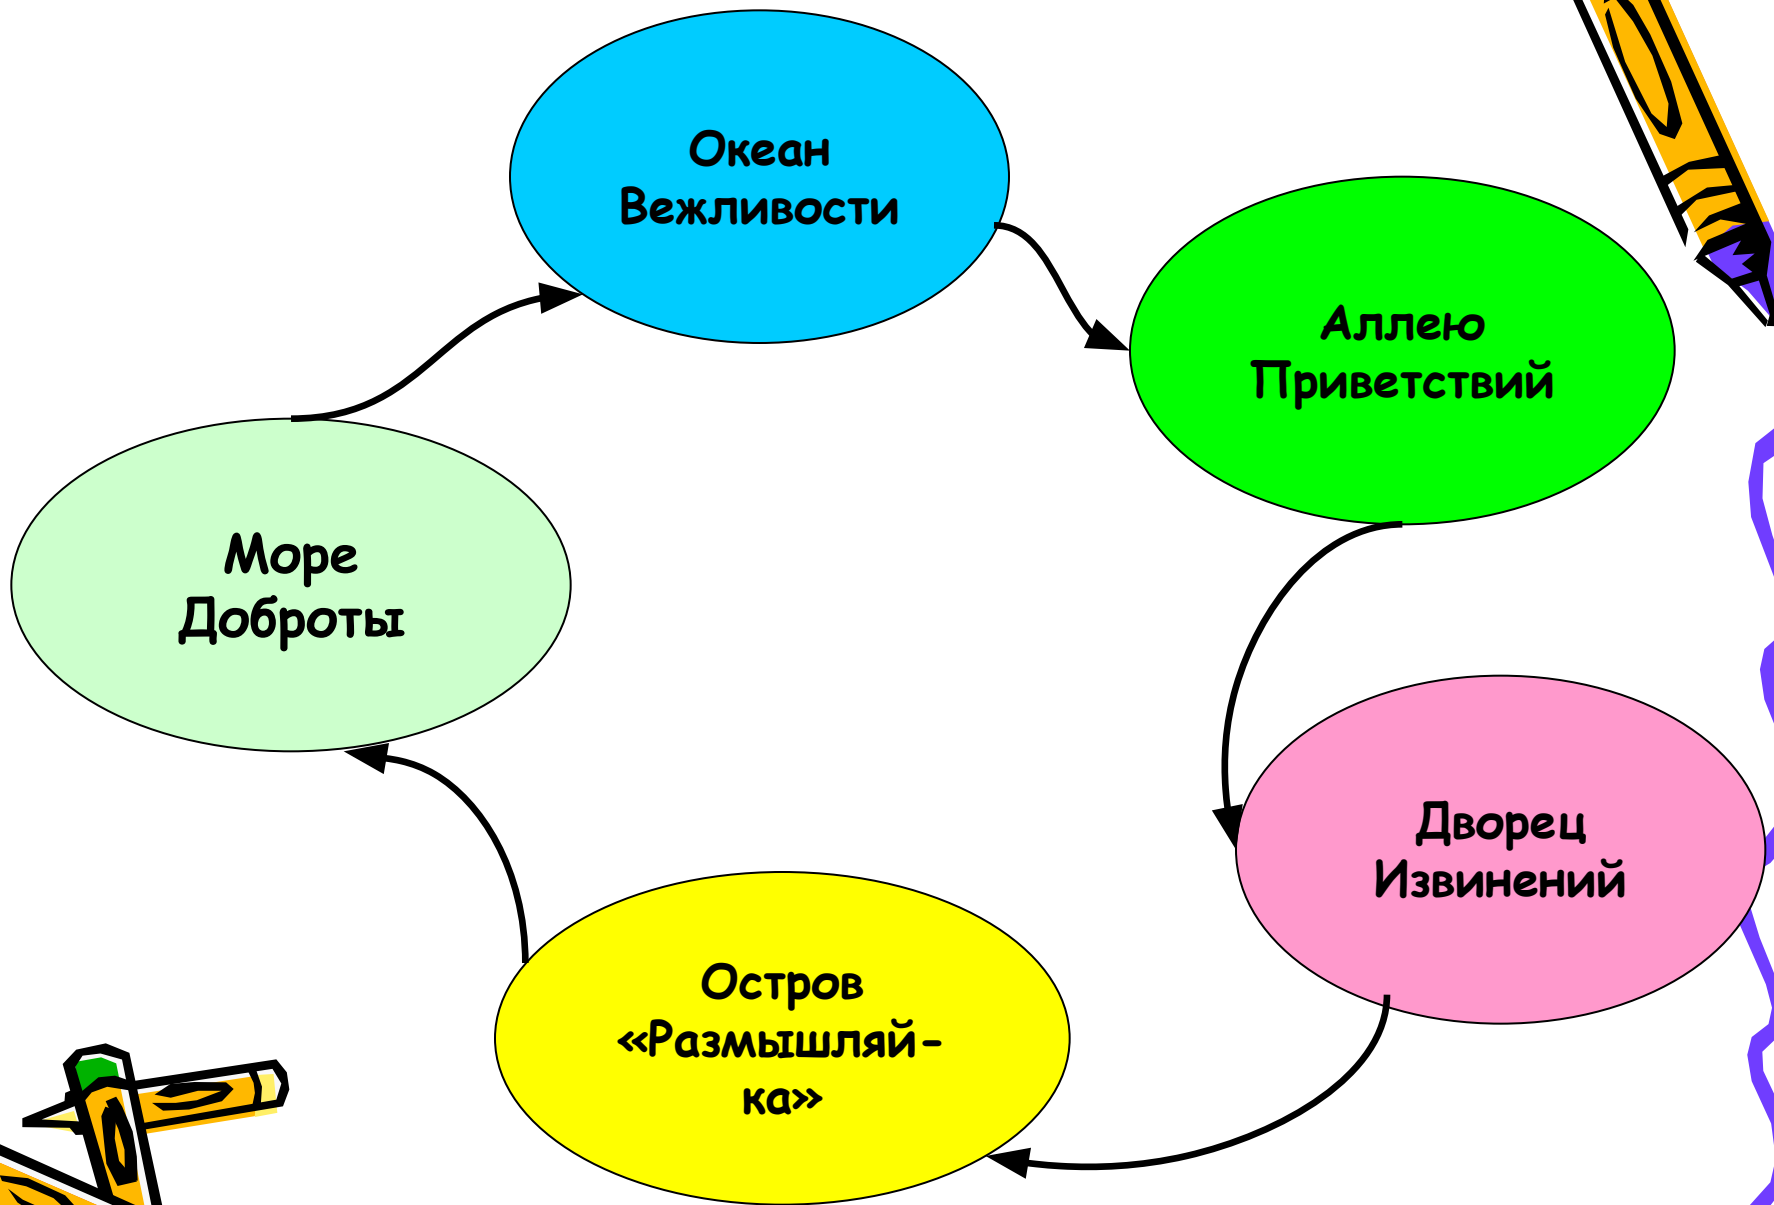 Океан
Вежливости
Аллею
Приветствий
Море
Доброты
Дворец
Извинений
Остров
«Размышляй-
ка»